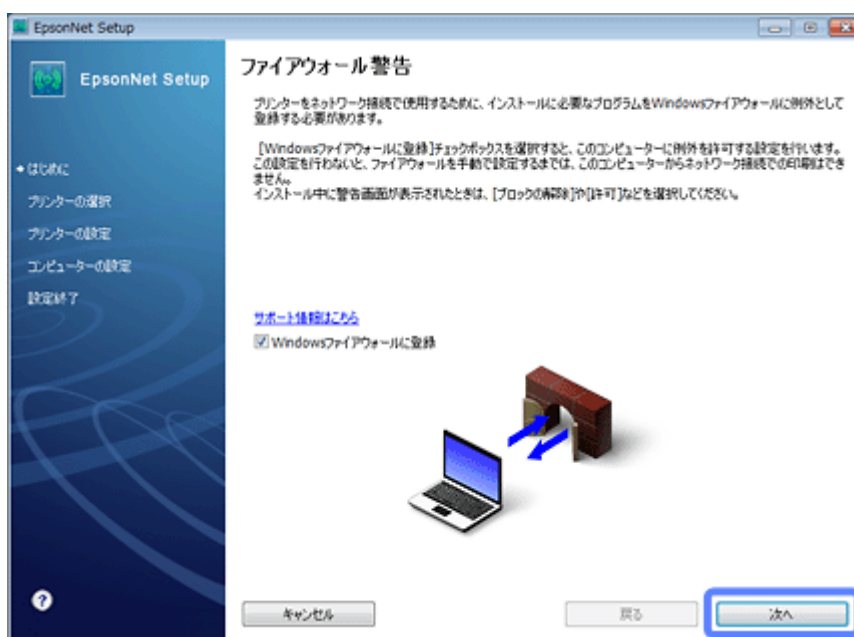 EpsonNet Setup
EpsonNet Setup
はじめに
プリンターの選択
プリンターの設定
コンピューターの設定
設定終了
ファイアウォール警告
プリンターをネットワーク接続で使用するために、インストールに必要なプログラムをWindowsファイアウォールに例外として
登録する必要があります。
[Windowsファイアウォールに登録]チェックボックスを選択すると、このコンピューターに例外を許可する設定を行います。
この設定を行わないと、ファイアウォールを手動で設定するまでは、このコンピューターからネットワーク接続での印刷はでき
ません。
インストール中に警告画面が表示されたときは、[ブロックの解除]や[許可]などを選択してください。
サポート情報はこちら
Windowsファイアウォールに登録
?
キャンセル
戻る
次へ